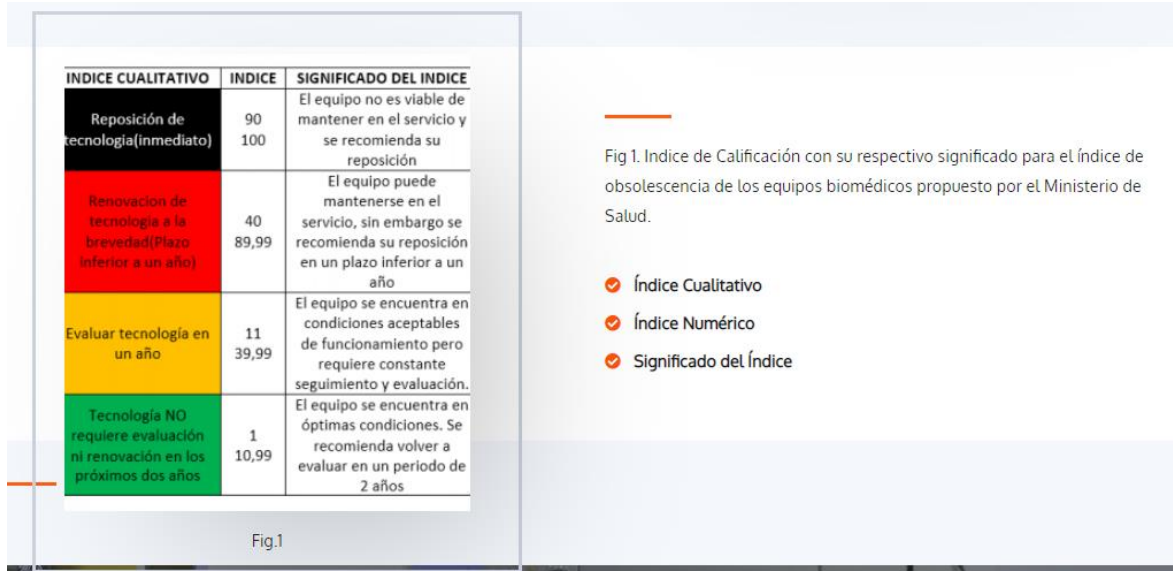 INDICE CUALITATIVO INDICE SIGNIFICADO DEL INDICE
Reposición de
tecnologia(inmediato)
90
100
El equipo no es viable de
mantener en el servicio y
se recomienda su
reposición
Renovacion de
tecnologia a la
brevedad(Plazo
inferior a un año)
40
89,99
El equipo puede
mantenerse en el
servicio, sin embargo se
recomienda su reposición
en un plazo inferior a un
año
Evaluar tecnología en
un año
11
39,99
El equipo se encuentra en
condiciones aceptables
de funcionamiento pero
requiere constante
seguimiento y evaluación.
Tecnología NO
requiere evaluación
ni renovación en los
próximos dos años
1
10,99
El equipo se encuentra en
óptimas condiciones. Se
recomienda volver a
evaluar en un periodo de
2 años
Fig.1
Fig 1. Indice de Calificación con su respectivo significado para el índice de
obsolescencia de los equipos biomédicos propuesto por el Ministerio de
Salud.
Índice Cualitativo
Índice Numérico
Significado del Índice